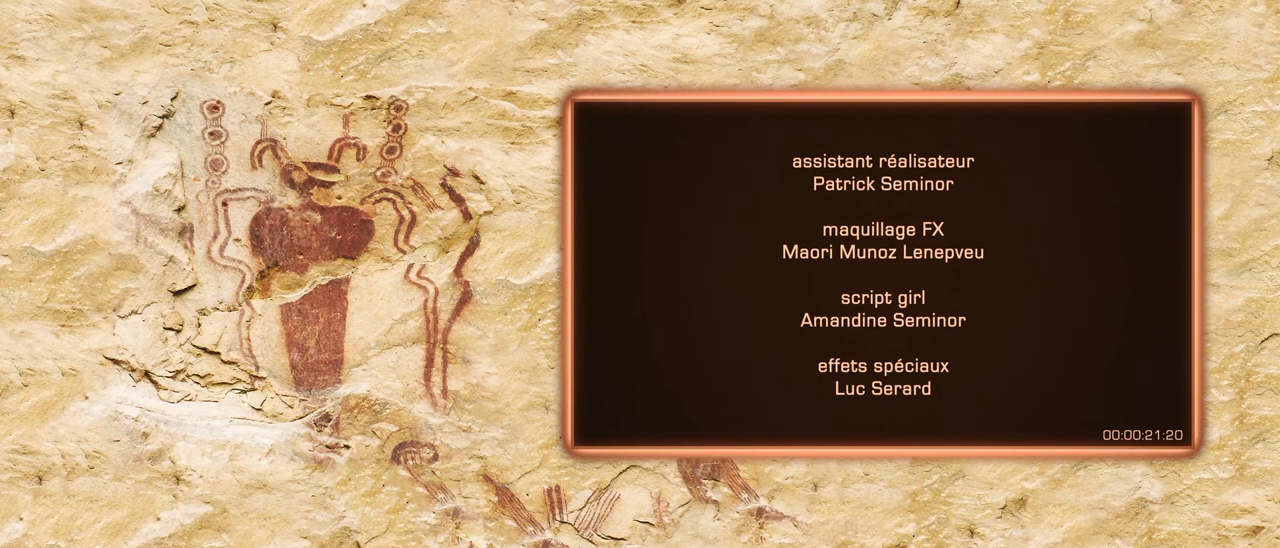 assistant réalisateur
Patrick Seminor
maquillage FX
Maori Munoz Lenepveu
script girl
Amandine Seminor
effets spéciaux
Luc Serard
00:00:21:20